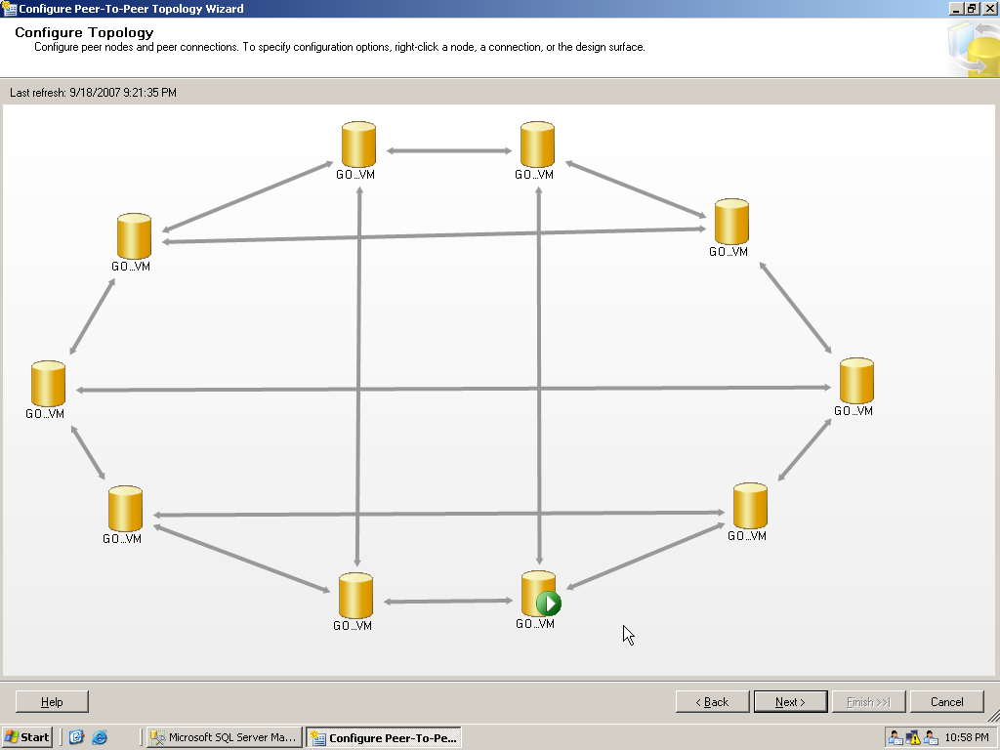 Configure Peer-To-Peer Topology Wizard
Configure Topology
Configure peer nodes and peer connections. To specify configuration options, right-click a node, a connection, or the design surface.
Last refresh: 9/18/2007 9:21:35 PM
GO...VM
GO...VM
GO...VM
GO...VM
GO...VM
GO...VM
GO...VM
GO...VM
GO...VM
GO...VM
Help
< Back
Next >
Finish >>|
Cancel
Start
Microsoft SQL Server Ma...
Configure Peer-To-Pe...
10:58 PM